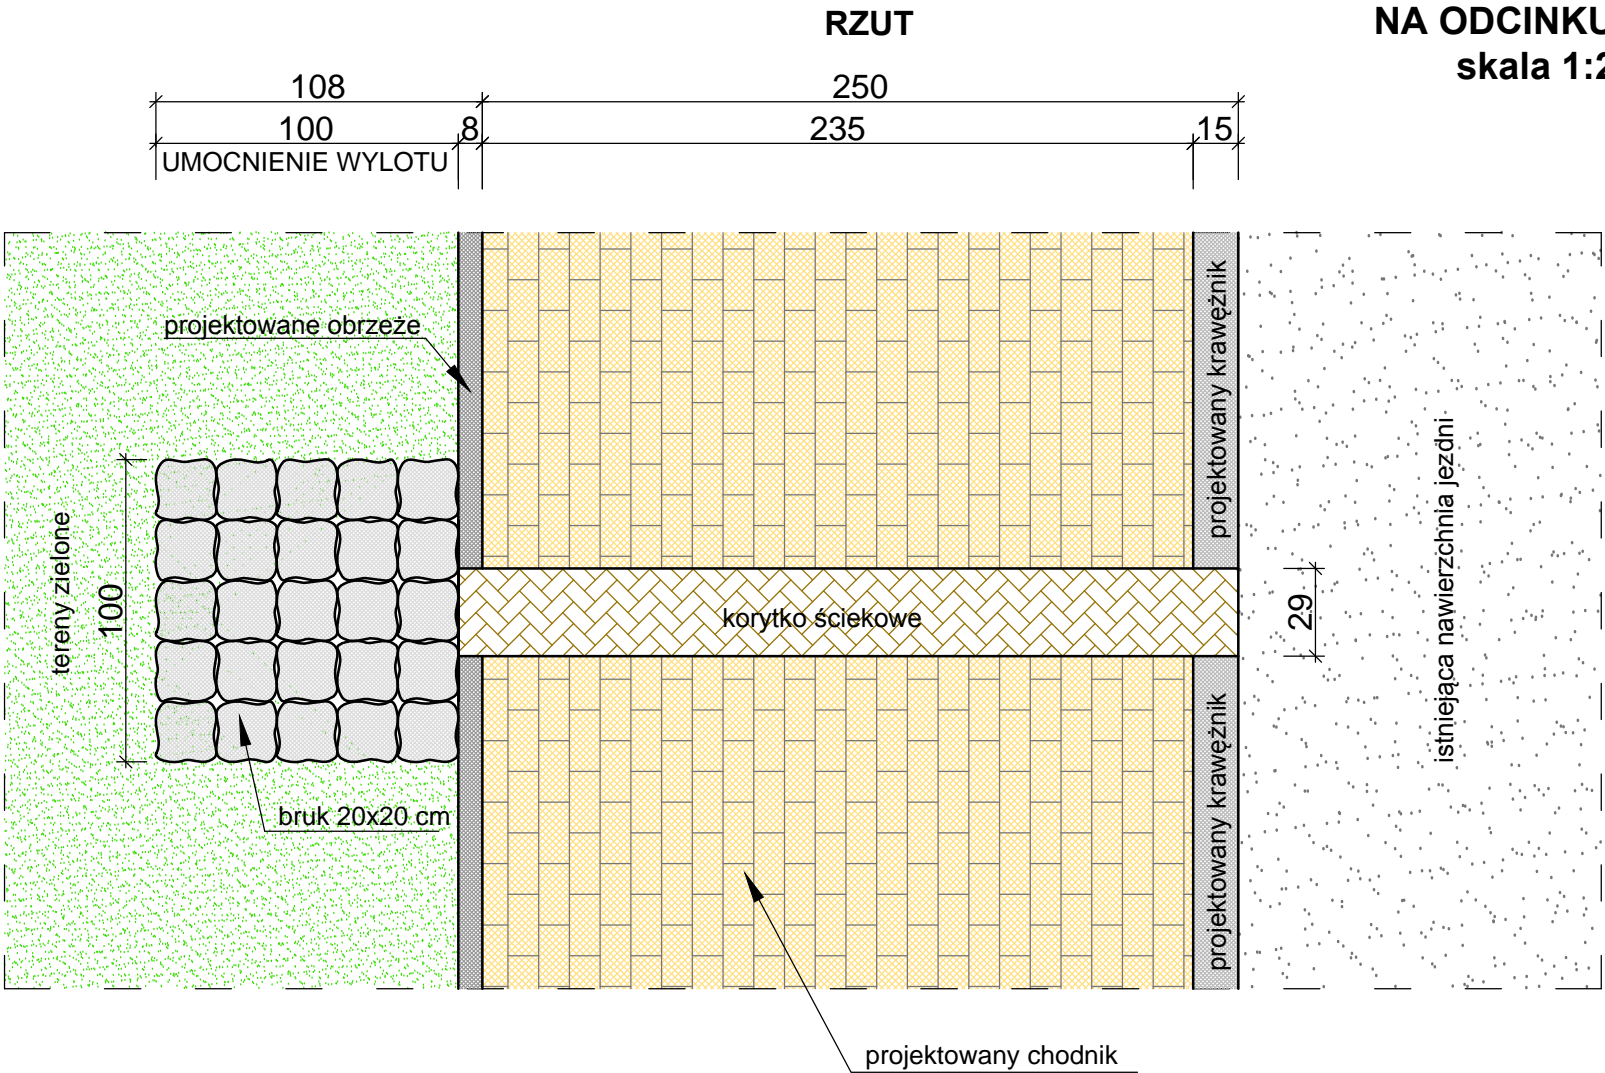 RZUT
NA ODCINKU
skala 1:2
108
250
100
8
235
15
UMOCNIENIE WYLOTU
projektowane obrzeże
projektowany krawężnik
tereny zielone
100
korytko ściekowe
29
istniejąca nawierzchnia jezdni
projektowany krawężnik
bruk 20x20 cm
projektowany chodnik